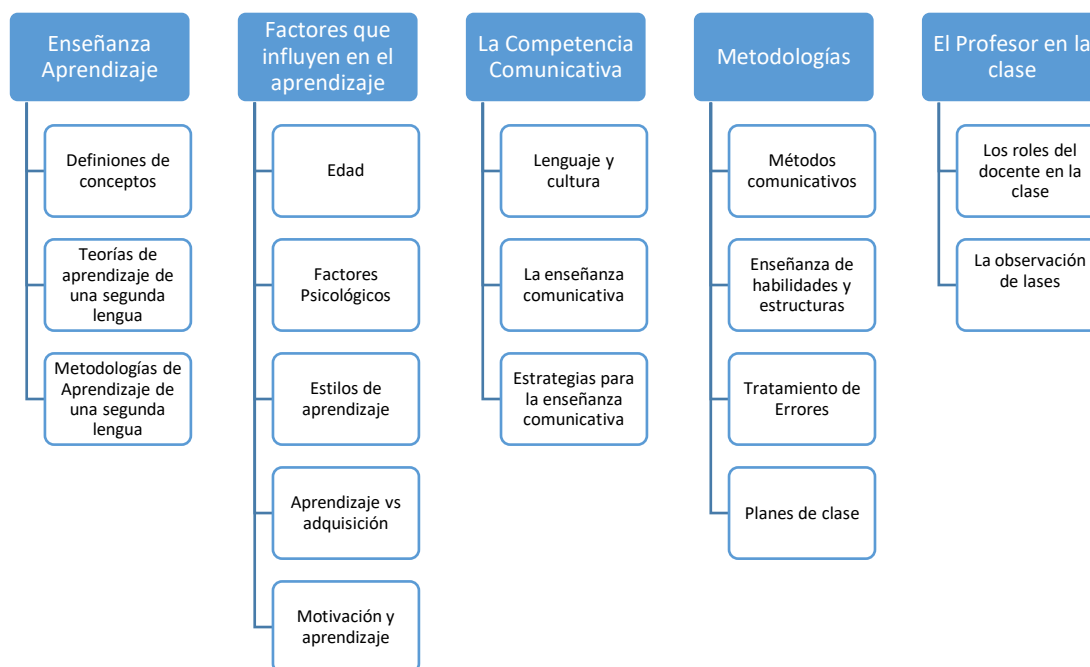 Enseñanza
Aprendizaje
Definiones de
conceptos
Teorías de
aprendizaje de
una segunda
lengua
Metodologías de
Aprendizaje de
una segunda
lengua
Factores que
influyen en el
aprendizaje
Edad
Factores
Psicológicos
Estilos de
aprendizaje
Aprendizaje vs
adquisición
Motivación y
aprendizaje
La Competencia
Comunicativa
Lenguaje y
cultura
La enseñanza
comunicativa
Estrategias para
la enseñanza
comunicativa
Metodologías
Métodos
comunicativos
Enseñanza de
habilidades y
estructuras
Tratamiento de
Errores
Planes de clase
El Profesor en la
clase
Los roles del
docente en la
clase
La observación
de lases